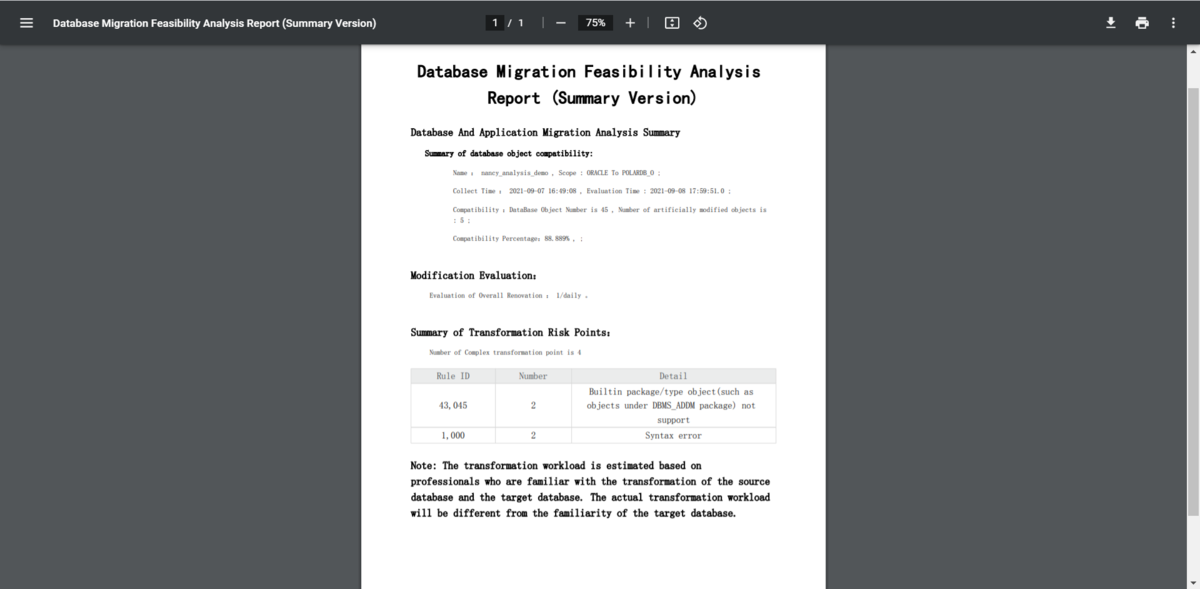 Database Migration Feasibility Analysis Report (Summary Version)
1 / 1
75%
Database Migration Feasibility Analysis
Report (Summary Version)
Database And Application Migration Analysis Summary
Summary of database object compatibility:
Name : nancy_analysis_demo , Scope : ORACLE To POLARDB_O ;
Collect Time : 2021-09-07 16:49:08 , Evaluation Time : 2021-09-08 17:59:51.0 ;
Compatibility : DataBase Object Number is 45 , Number of artificially modified objects is
: 5 ;
Compatibility Percentage: 88.889% , ;
Modification Evaluation:
Evaluation of Overall Renovation : 1/daily .
Summary of Transformation Risk Points:
Number of Complex transformation point is 4
Rule ID Number Detail
43,045 2 Builtin package/type object(such as
objects under DBMS_ADDM package) not
support
1,000 2 Syntax error
Note: The transformation workload is estimated based on
professionals who are familiar with the transformation of the source
database and the target database. The actual transformation workload
will be different from the familiarity of the target database.